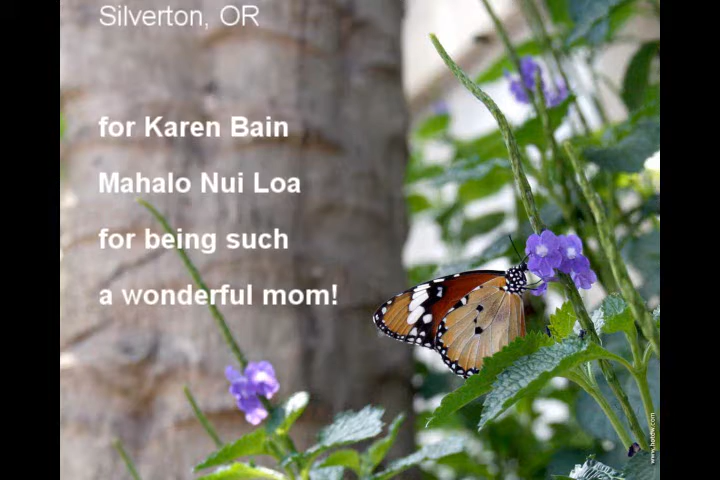 Silverton, OR
for Karen Bain
Mahalo Nui Loa
for being such
a wonderful mom!